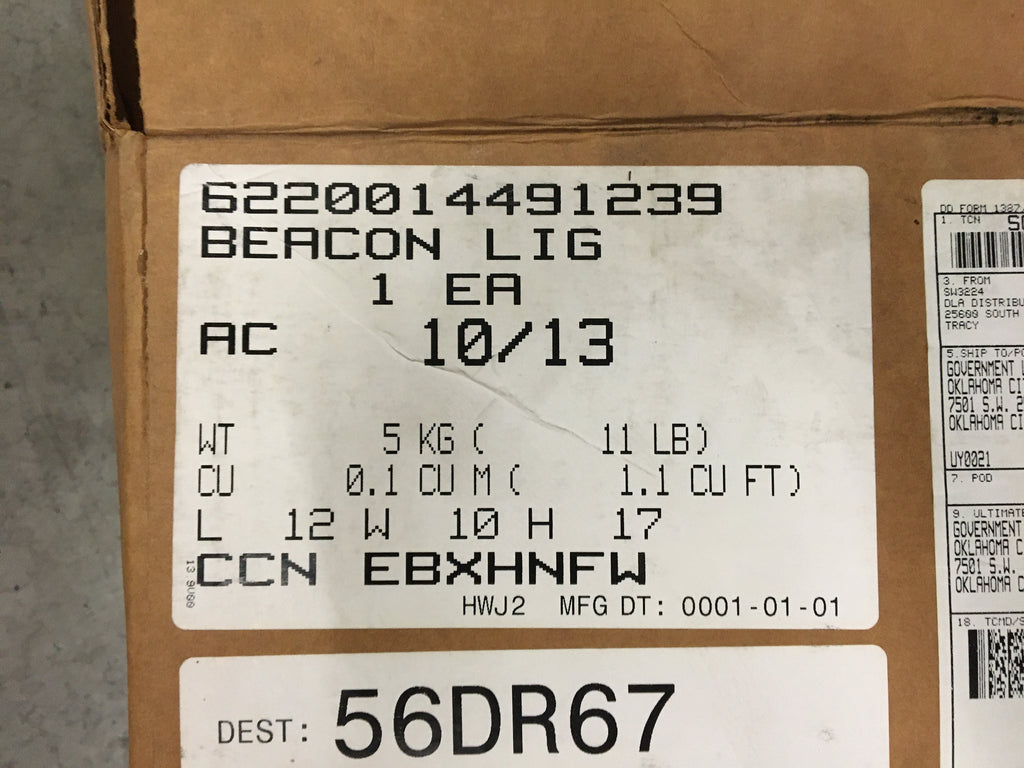 6220014491239
BEACON LIG
1 EA
AC 10/13
WT 5 KG ( 11 LB)
CU 0.1 CU M ( 1.1 CU FT)
L 12 W 10 H 17
CCN EBXHNFW
HWJ2 MFG DT: 0001-01-01
DEST: 56DR67
DD FORM 1387
1. TCN
3. FROM
SW3224
DLA DISTRIBU
25600 SOUTH
TRACY
5. SHIP TO/PO
GOVERNMENT L
OKLAHOMA CI
7501 S.W. 2
OKLAHOMA CI
UY0021
7. POD
9. ULTIMATE
GOVERNMENT
OKLAHOMA C
7501 S.W.
OKLAHOMA C
18. TCMD/S